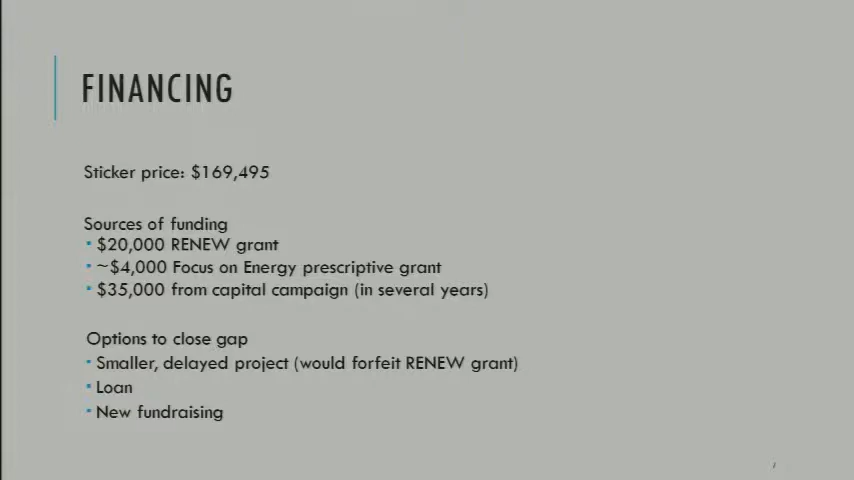 FINANCING
Sticker price: $169,495
Sources of funding
▪ $20,000 RENEW grant
▪ ~$4,000 Focus on Energy prescriptive grant
▪ $35,000 from capital campaign (in several years)
Options to close gap
▪ Smaller, delayed project (would forfeit RENEW grant)
▪ Loan
▪ New fundraising